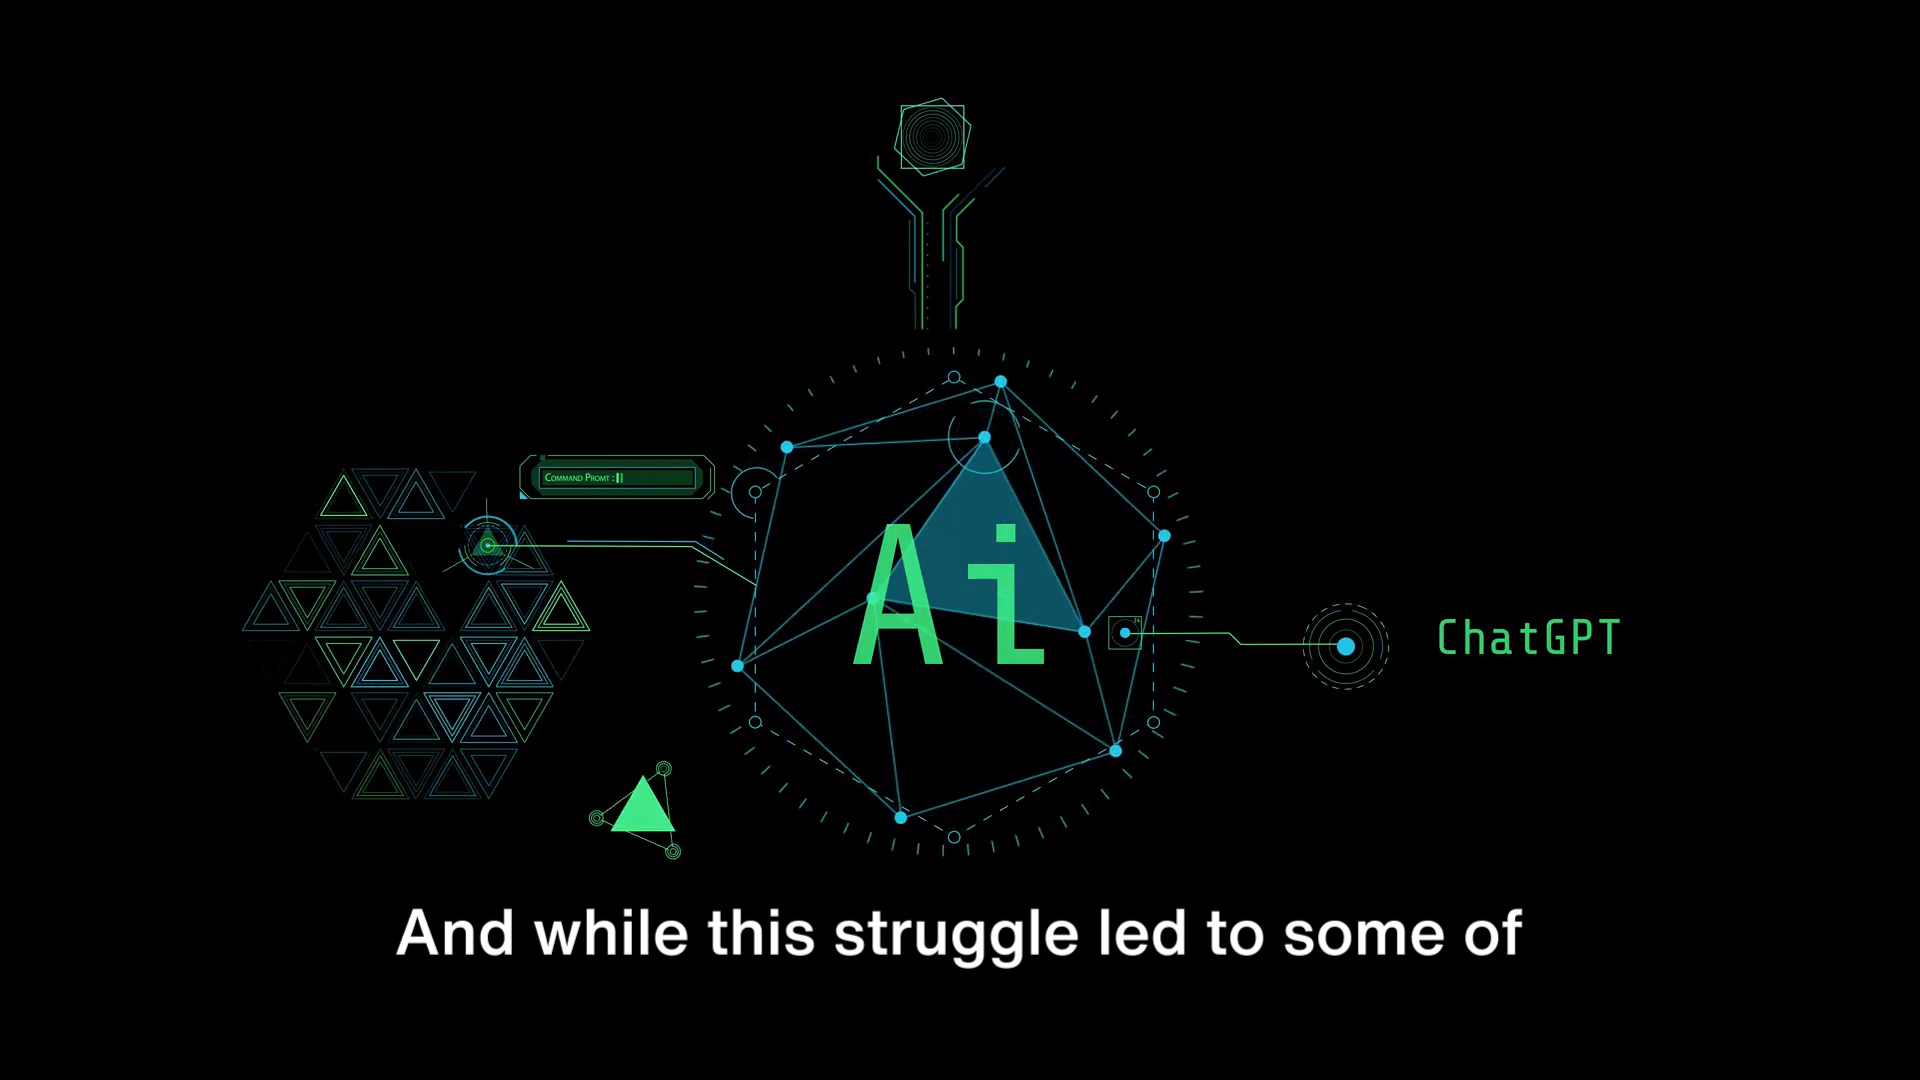 Command Promt :
Ai
ChatGPT
And while this struggle led to some of